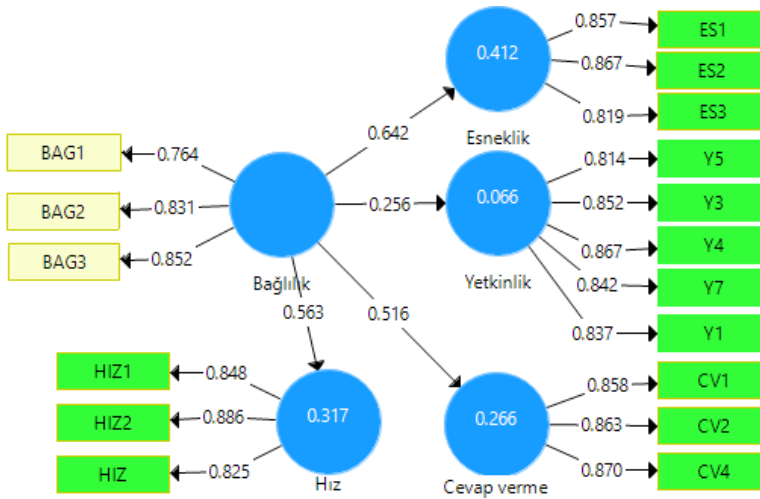 0.857
ES1
0.412
0.867
ES2
0.819
ES3
0.642
Esneklik
BAG1
0.764
0.814
Y5
BAG2
0.831
0.256
0.066
0.852
Y3
0.867
Y4
BAG3
0.852
Bağlılık
Yetkinlik
0.842
Y7
0.563
0.516
0.837
Y1
HIZ1
0.848
0.858
CV1
HIZ2
0.886
0.317
0.266
0.863
CV2
HIZ
0.825
0.870
CV4
Hız
Cevap verme